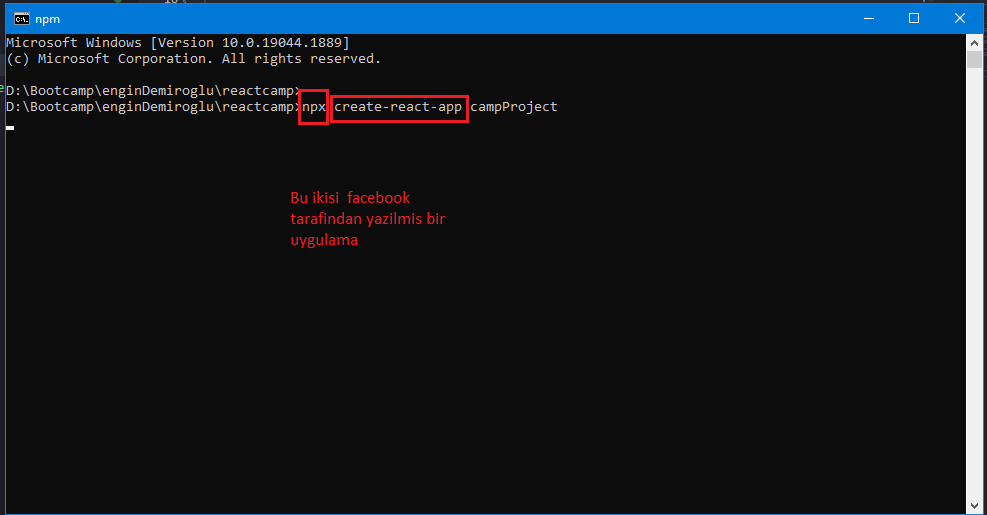 npm
Microsoft Windows [Version 10.0.19044.1889]
(c) Microsoft Corporation. All rights reserved.
D:\Bootcamp\enginDemiroglu\reactcamp>
D:\Bootcamp\enginDemiroglu\reactcamp>npx create-react-app campProject
Bu ikisi  facebook
tarafindan yazilmis bir
uygulama